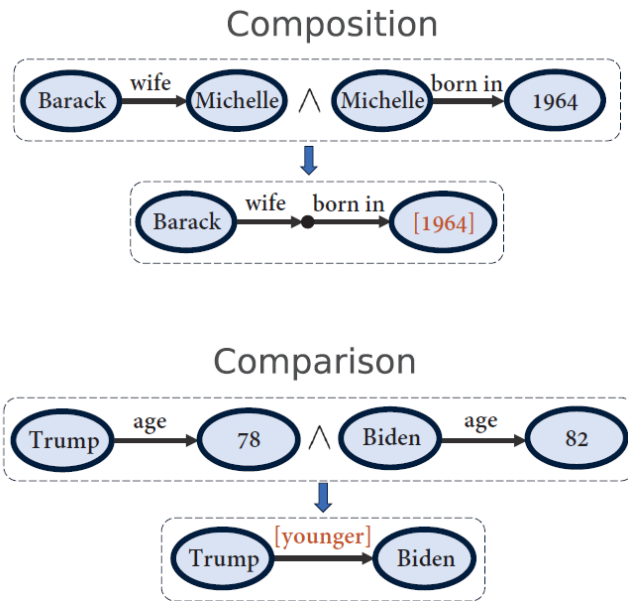 Composition
wife born in
Barack Michelle ∧ Michelle 1964
wife born in
Barack [1964]
Comparison
age age
Trump 78 ∧ Biden 82
[younger]
Trump Biden